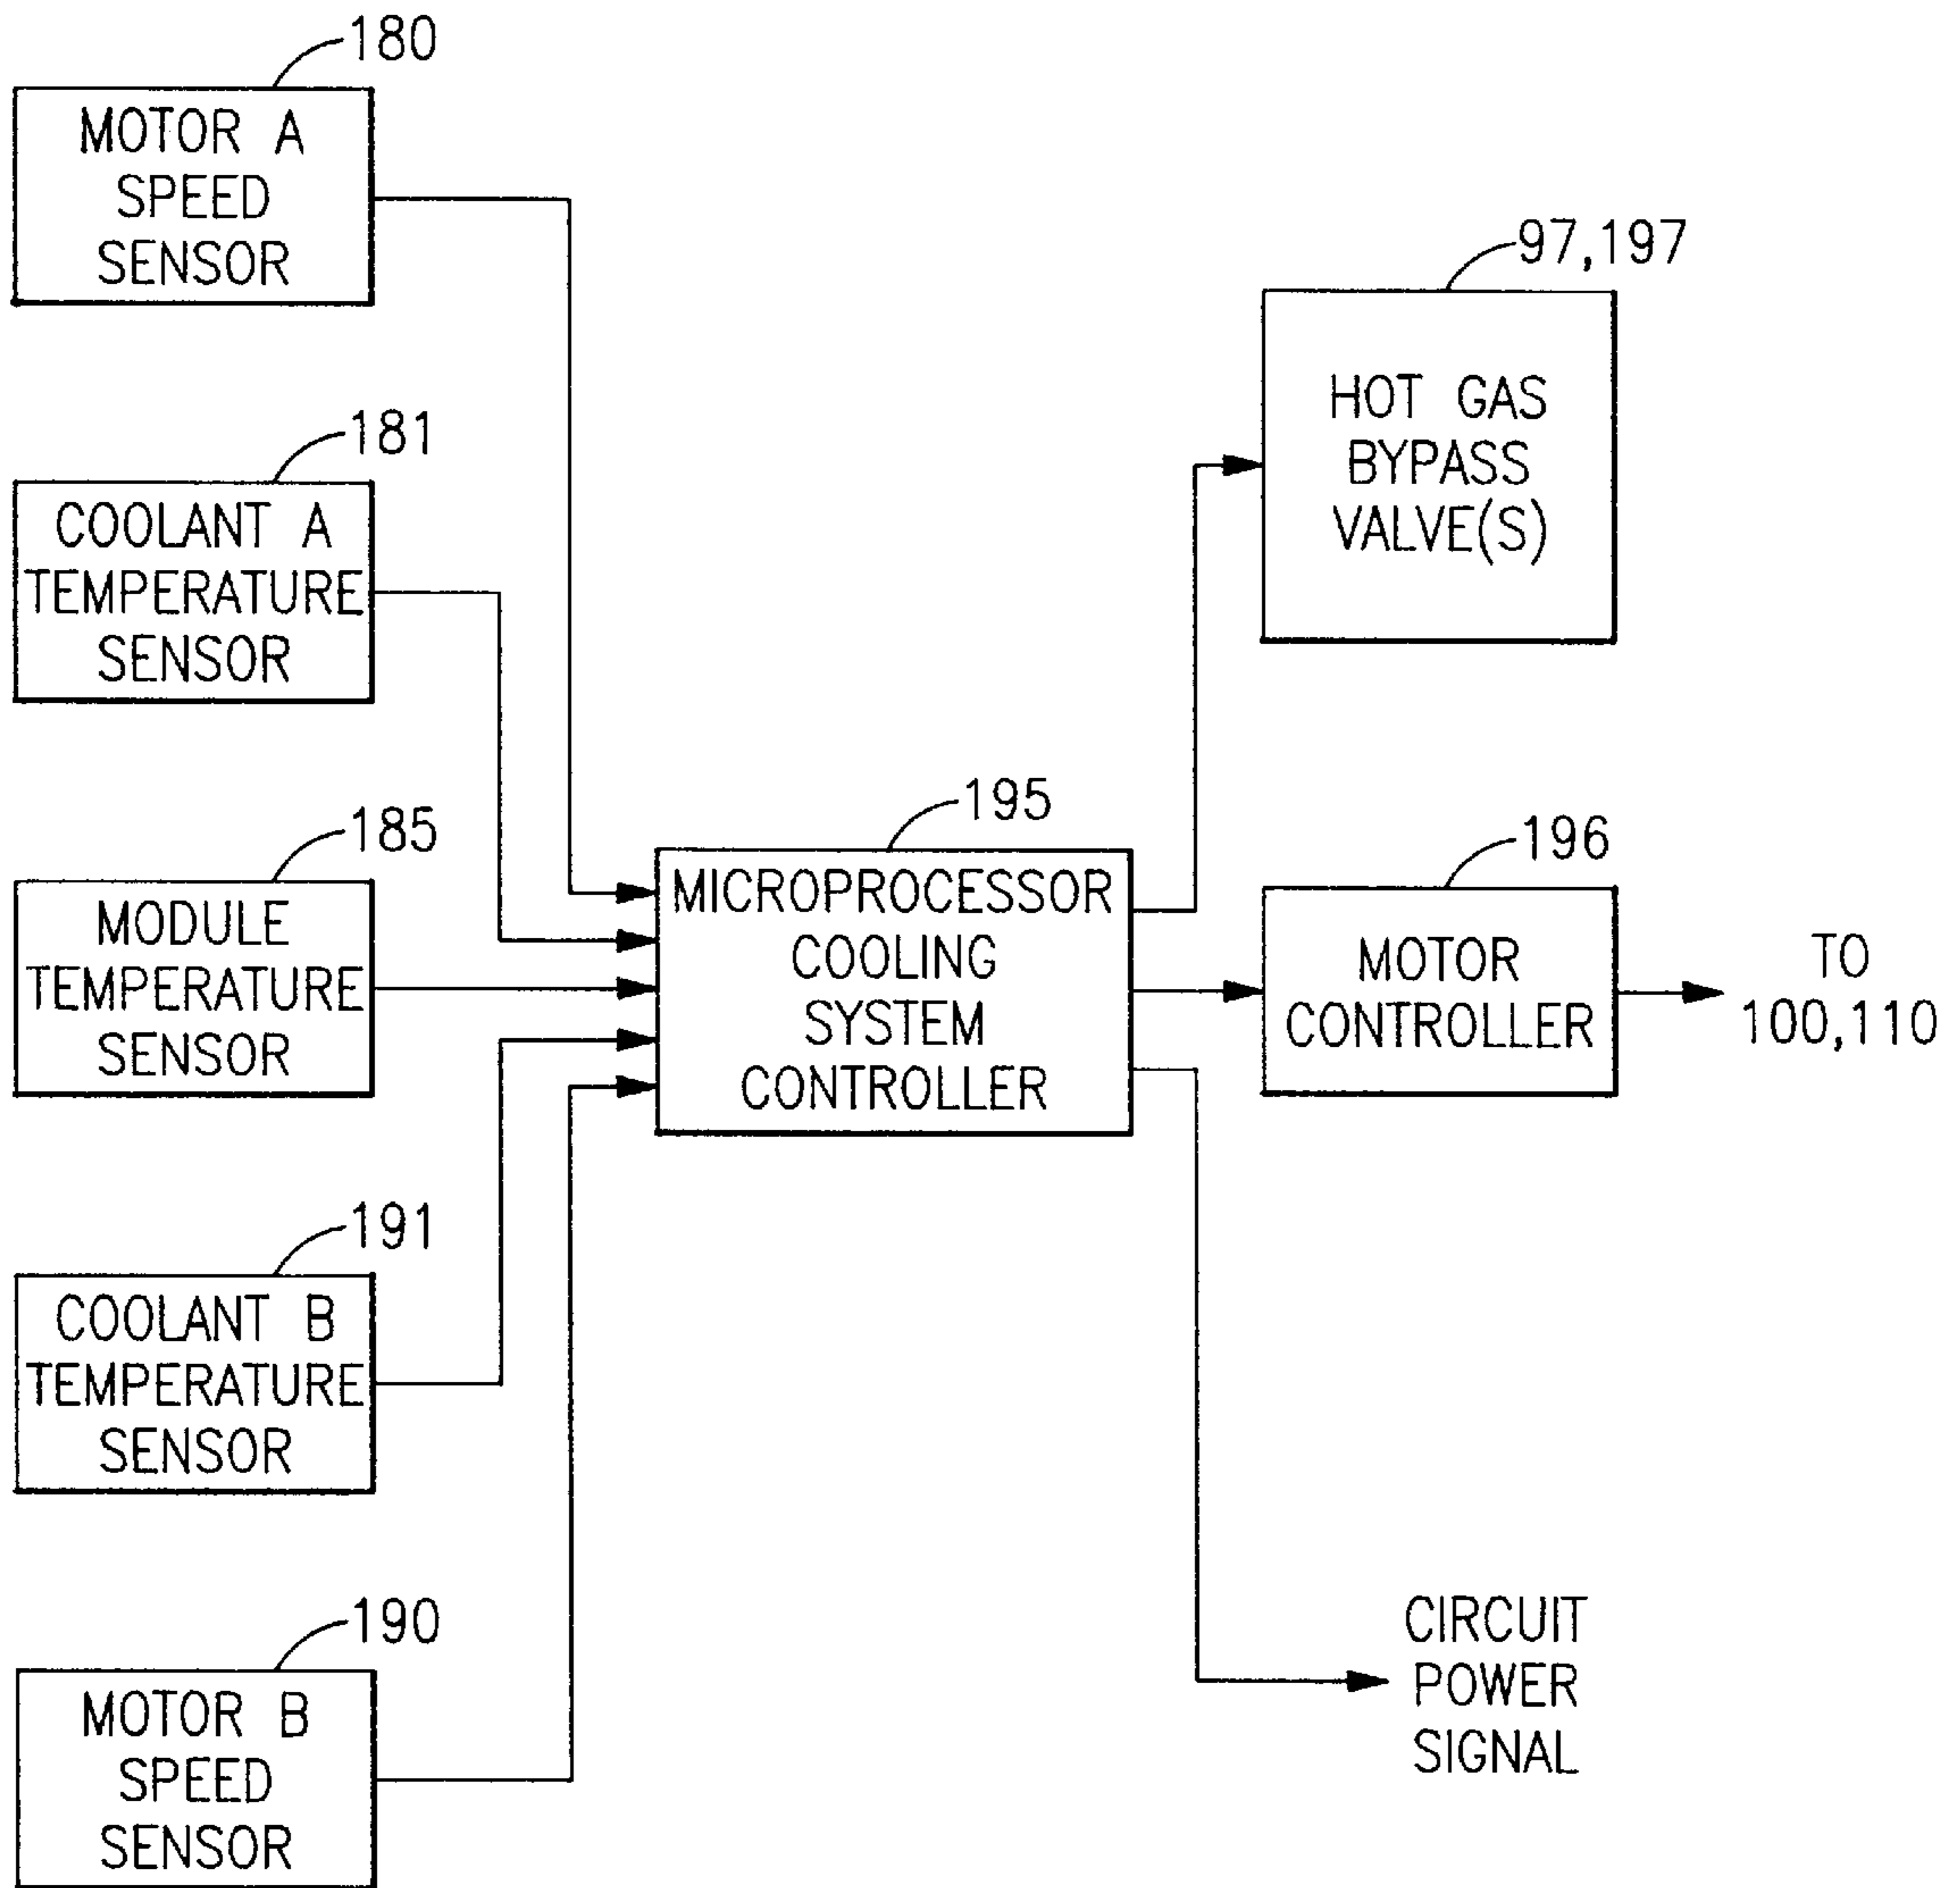 180
MOTOR A
SPEED
SENSOR
181
COOLANT A
TEMPERATURE
SENSOR
185
MODULE
TEMPERATURE
SENSOR
191
COOLANT B
TEMPERATURE
SENSOR
190
MOTOR B
SPEED
SENSOR
195
MICROPROCESSOR
COOLING
SYSTEM
CONTROLLER
97,197
HOT GAS
BYPASS
VALVE(S)
196
MOTOR
CONTROLLER
TO
100,110
CIRCUIT
POWER
SIGNAL